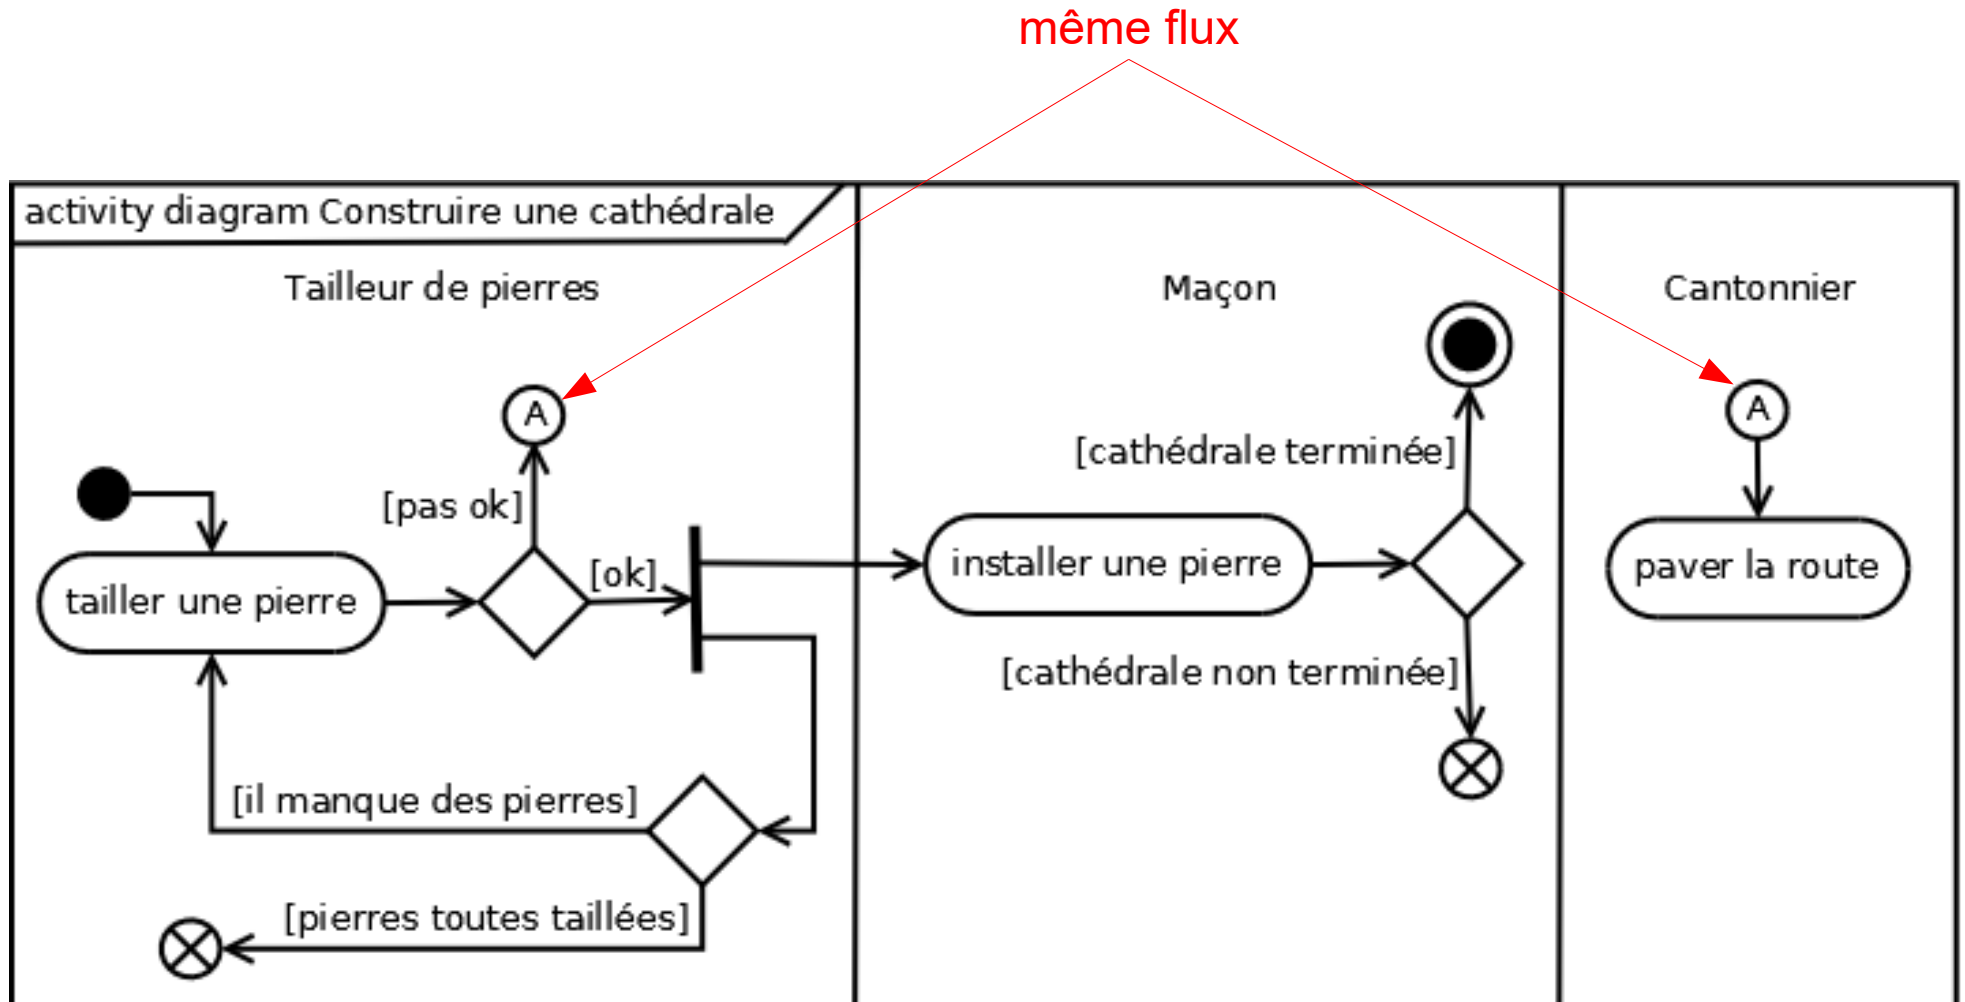 même flux
activity diagram Construire une cathédrale
Tailleur de pierres
Maçon
Cantonnier
A
A
[cathédrale terminée]
[pas ok]
[ok]
installer une pierre
paver la route
tailler une pierre
[cathédrale non terminée]
[il manque des pierres]
[pierres toutes taillées]